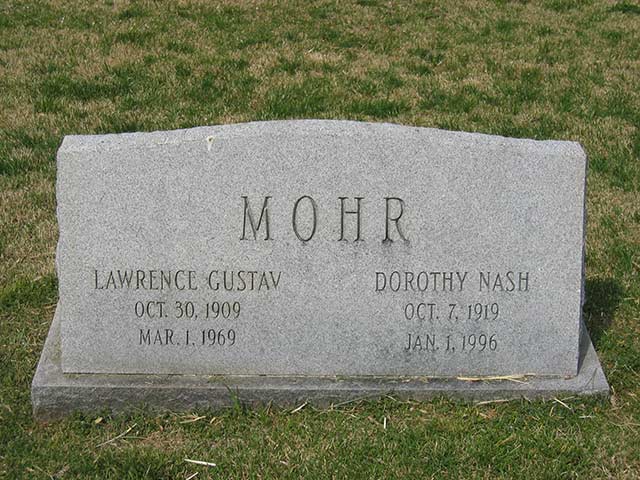 MOHR
LAWRENCE GUSTAV
OCT. 30, 1909
MAR. 1, 1969
DOROTHY NASH
OCT. 7, 1919
JAN 1, 1996